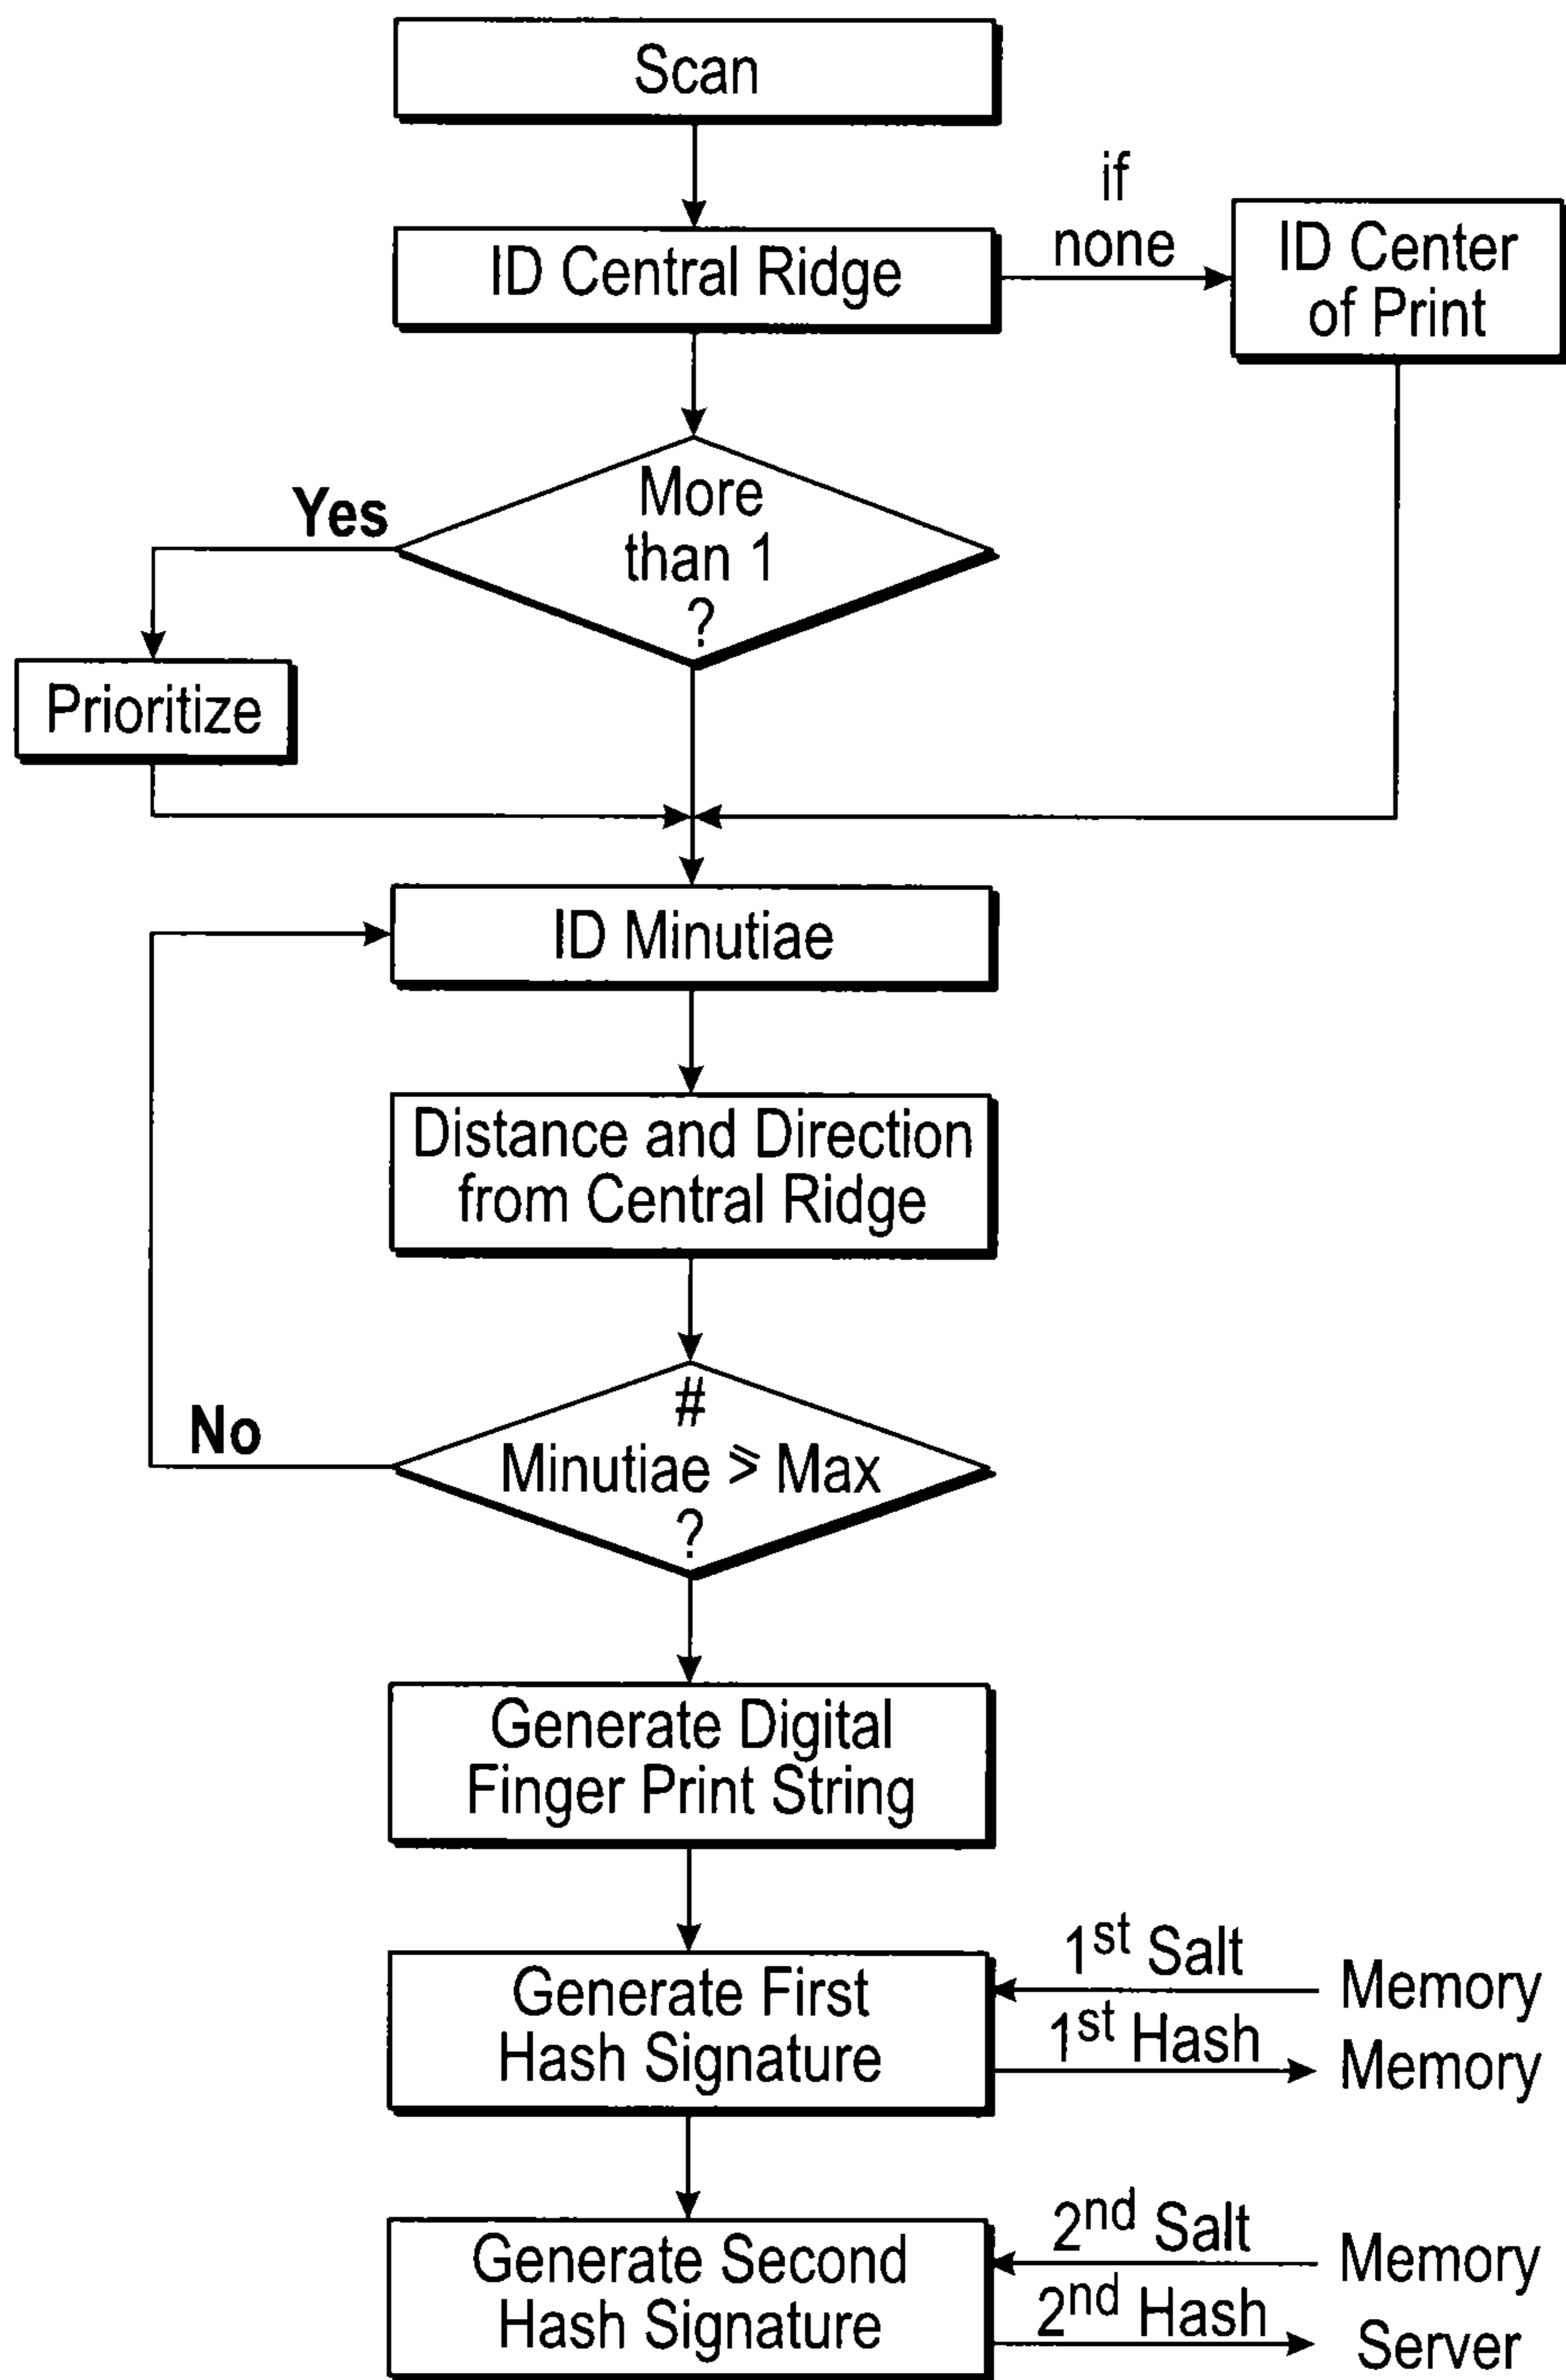 Scan
if
none
ID Central Ridge
ID Center
of Print
More
than 1
?
Yes
Prioritize
ID Minutiae
Distance and Direction
from Central Ridge
#
Minutiae ⩾ Max
?
No
Generate Digital
Finger Print String
Generate First
Hash Signature
1st Salt
Memory
1st Hash
Memory
Generate Second
Hash Signature
2nd Salt
Memory
2nd Hash
Server